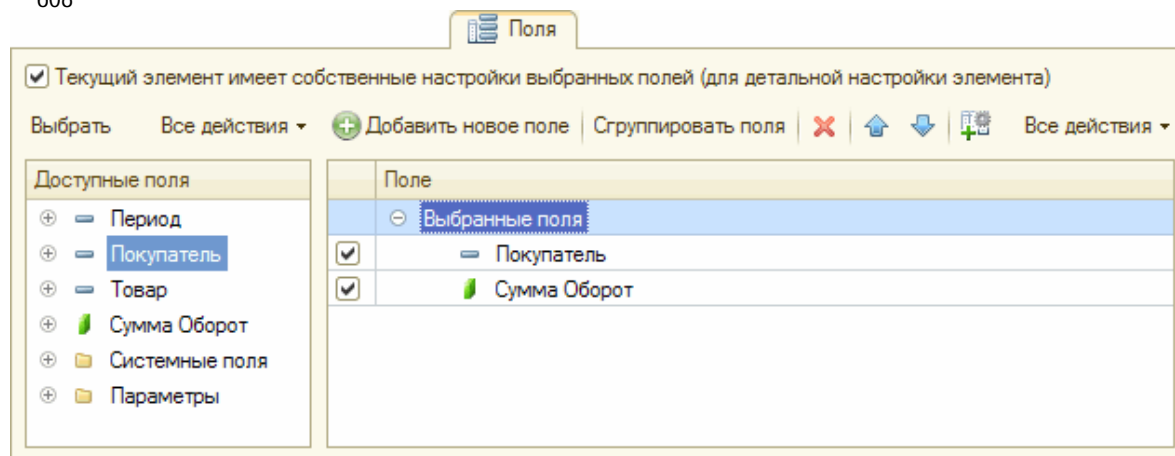 Поля
Текущий элемент имеет собственные настройки выбранных полей (для детальной настройки элемента)
Выбрать Все действия Добавить новое поле Сгруппировать поля Все действия
Доступные поля Поле
Период Выбранные поля
Покупатель Покупатель
Товар Сумма Оборот
Сумма Оборот
Системные поля
Параметры